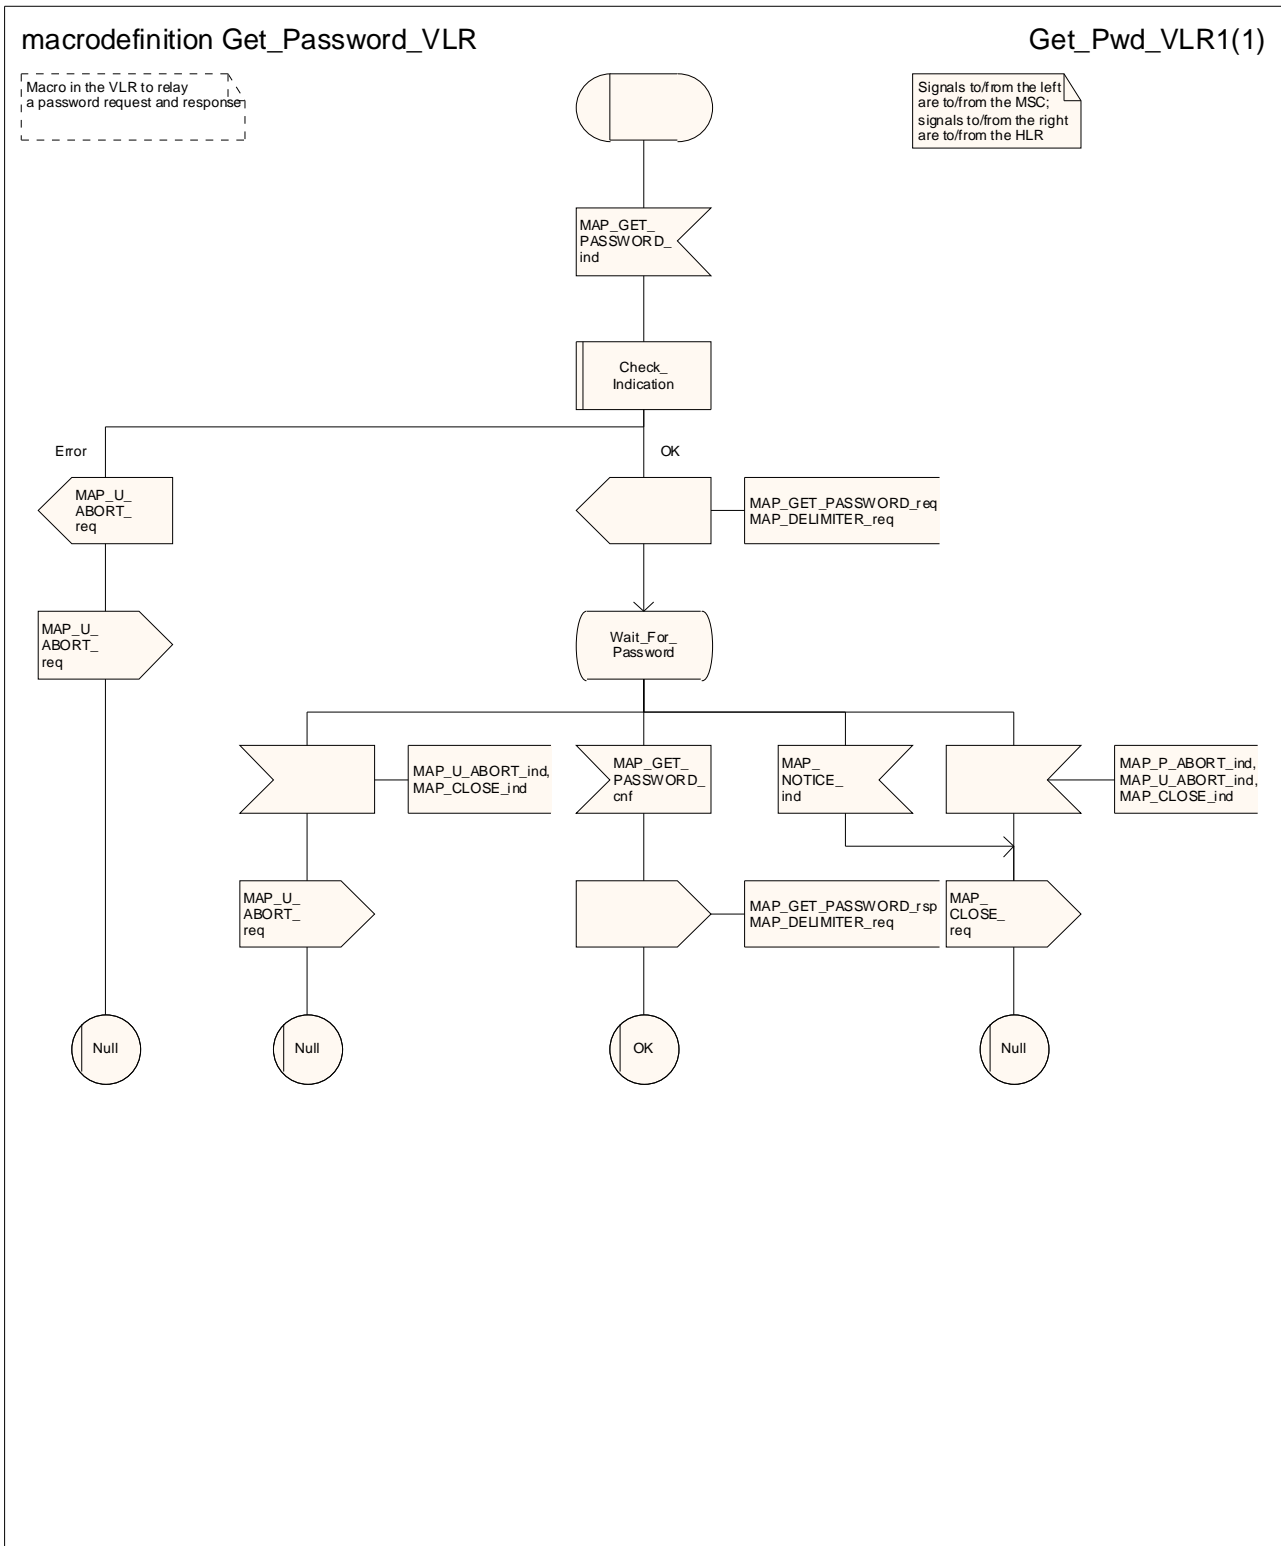 macrodefinition Get_Password_VLR
Get_Pwd_VLR1(1)
Macro in the VLR to relay
a password request and response
Signals to/from the left
are to/from the MSC;
signals to/from the right
are to/from the HLR
MAP_GET_
PASSWORD_
ind
Check_
Indication
Error
OK
MAP_U_
ABORT_
req
MAP_GET_PASSWORD_req
MAP_DELIMITER_req
MAP_U_
ABORT_
req
Wait_For_
Password
MAP_U_ABORT_ind,
MAP_CLOSE_ind
MAP_GET_
PASSWORD_
cnf
MAP_
NOTICE_
ind
MAP_P_ABORT_ind,
MAP_U_ABORT_ind,
MAP_CLOSE_ind
MAP_U_
ABORT_
req
MAP_GET_PASSWORD_rsp
MAP_DELIMITER_req
MAP_
CLOSE_
req
Null
Null
OK
Null